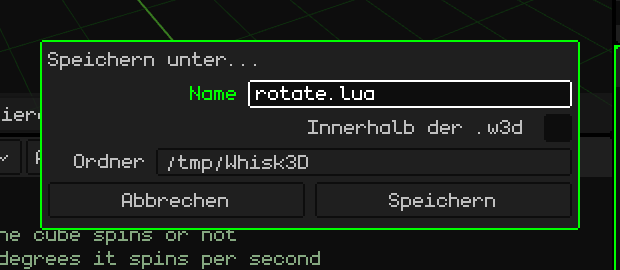 Speichern unter...
Name rotate.lua
Innerhalb der .w3d
Ordner /tmp/Whisk3D
Abbrechen Speichern
cube spins or not
degrees it spins per second